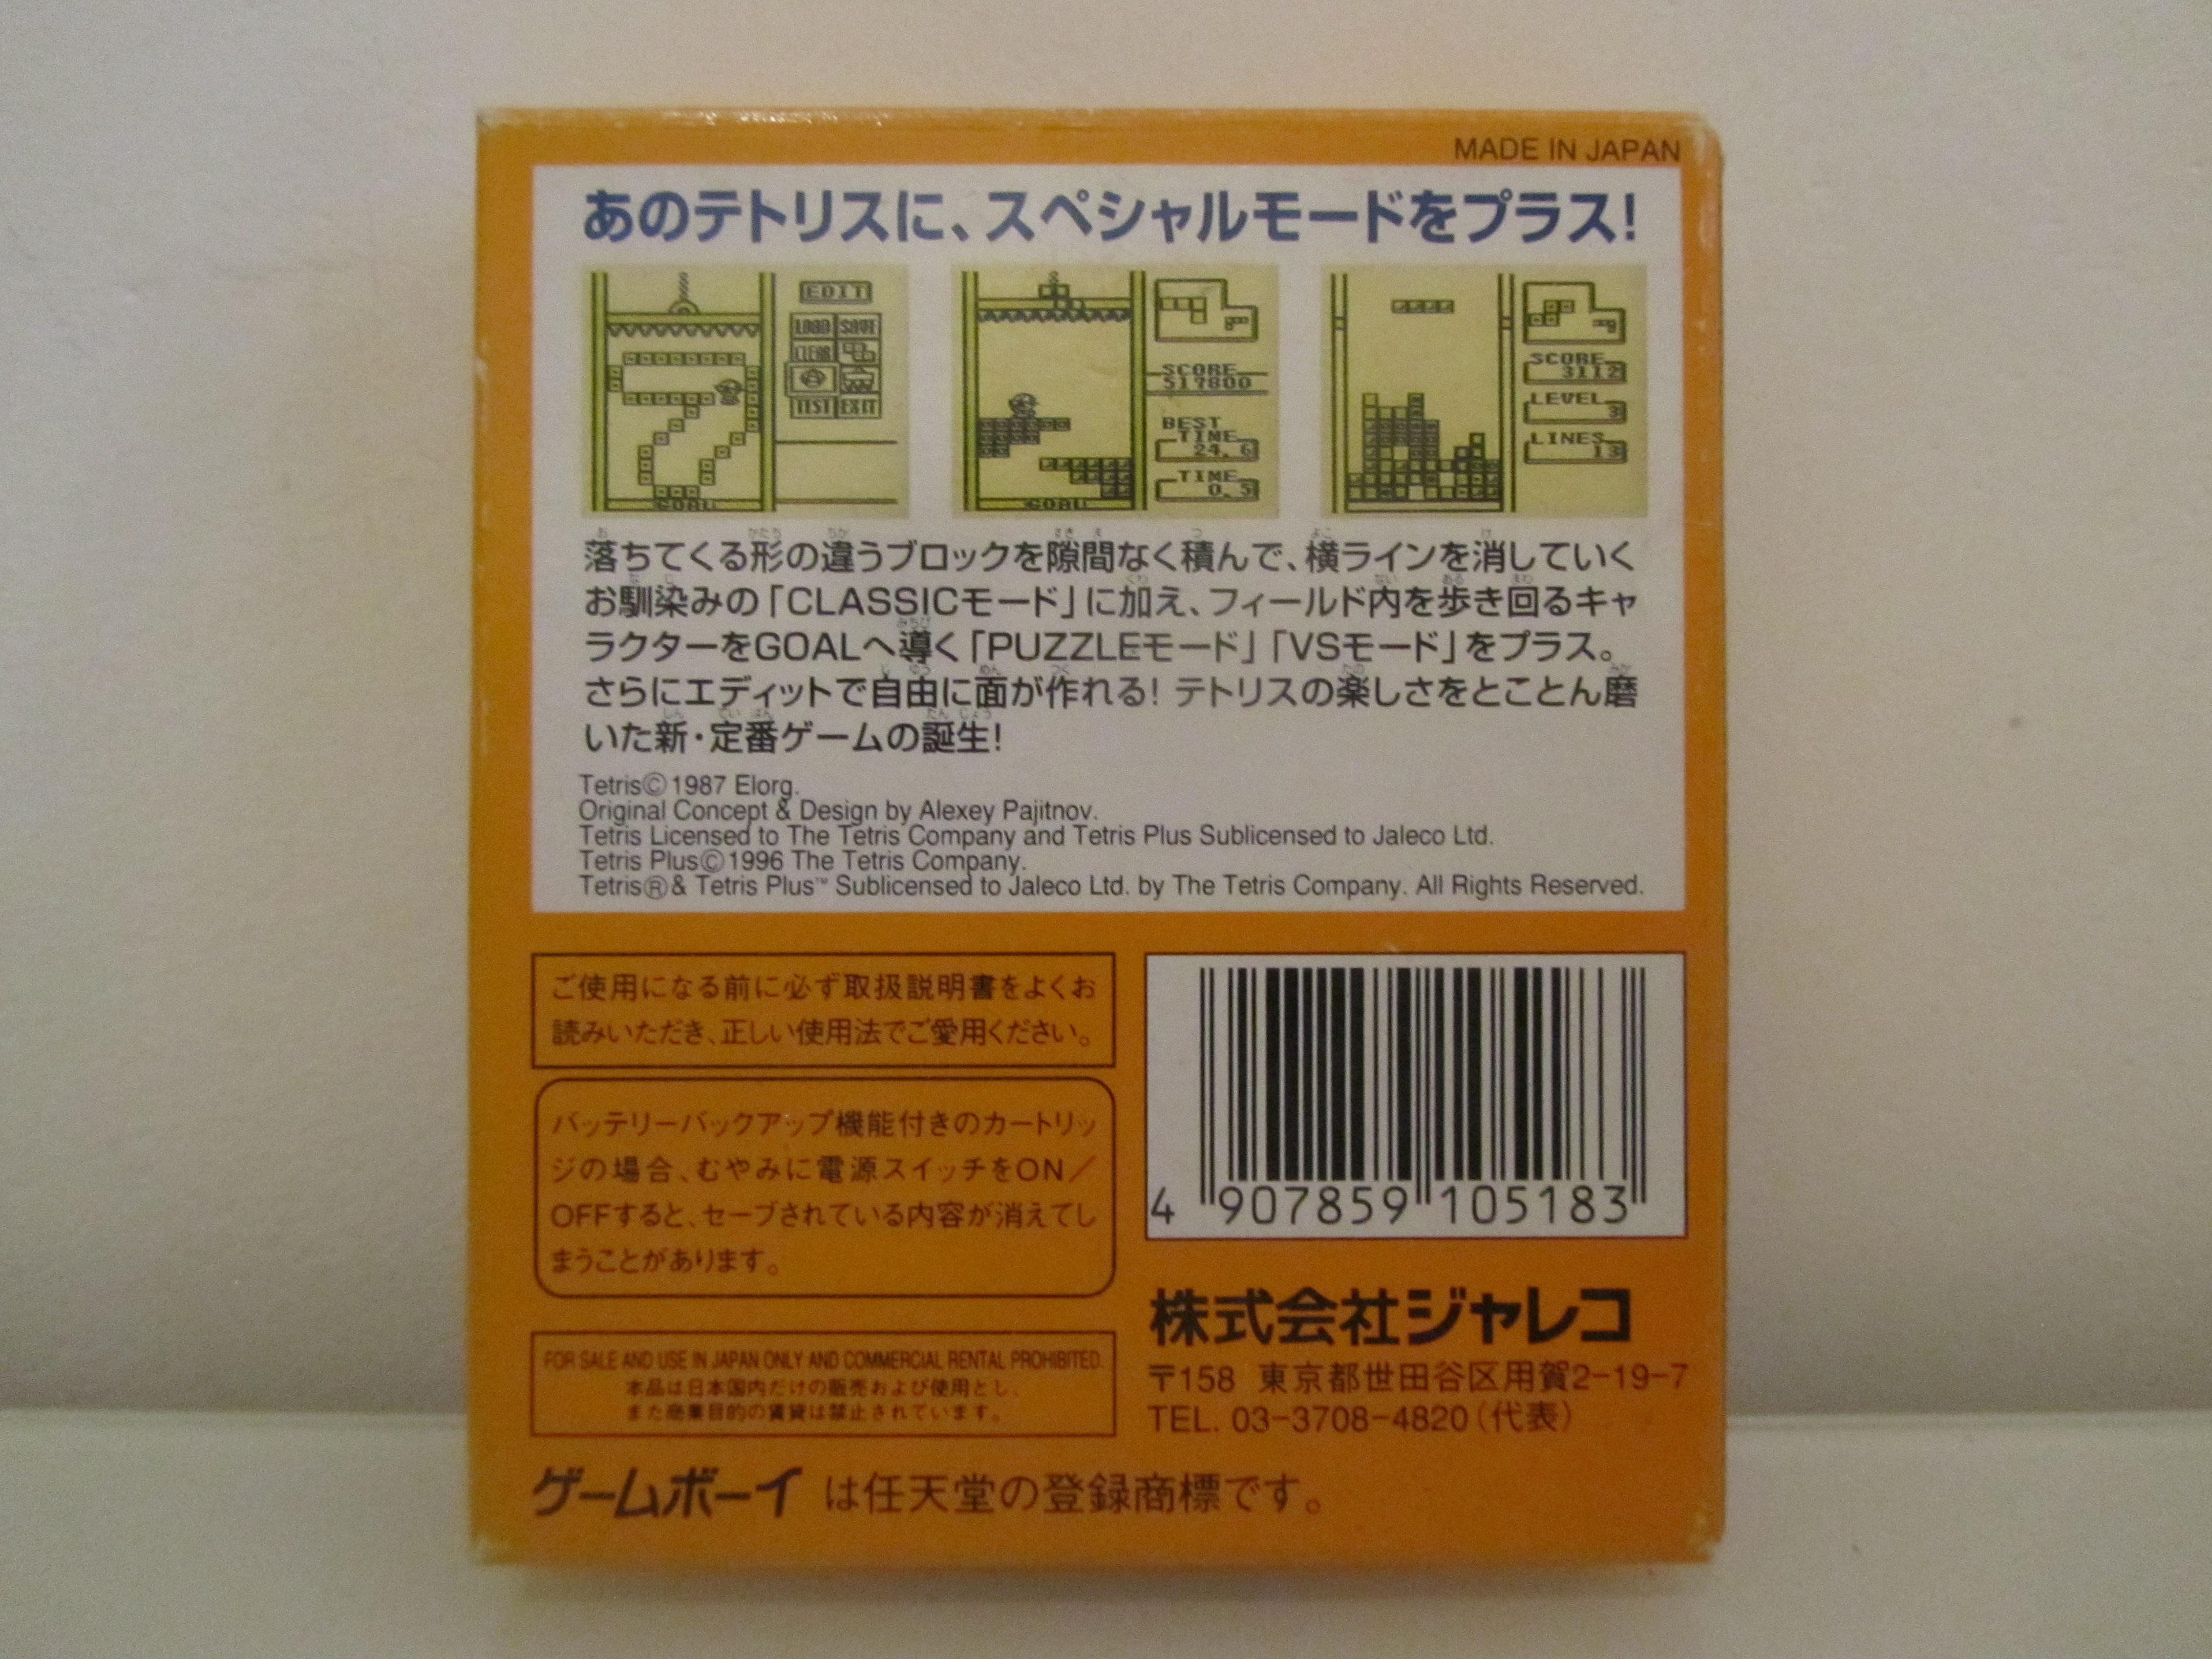 MADE IN JAPAN
あのテトリスに、スペシャルモードをプラス!
EDIT
LOAD SAVE
CLEAR
TEST EXIT
GOAL
SCORE
517800
BEST
TIME
24.6
TIME
0.5
GOAL
SCORE
3112
LEVEL
3
LINES
13
落ちてくる形の違うブロックを隙間なく積んで、横ラインを消していく
お馴染みの「CLASSICモード」に加え、フィールド内を歩き回るキャ
ラクターをGOALへ導く「PUZZLEモード」「VSモード」をプラス。
さらにエディットで自由に面が作れる! テトリスの楽しさをとことん磨
いた新・定番ゲームの誕生!
Tetris©1987 Elorg.
Original Concept & Design by Alexey Pajitnov.
Tetris Licensed to The Tetris Company and Tetris Plus Sublicensed to Jaleco Ltd.
Tetris Plus©1996 The Tetris Company.
Tetris®& Tetris Plus™ Sublicensed to Jaleco Ltd. by The Tetris Company. All Rights Reserved.
ご使用になる前に必ず取扱説明書をよくお
読みいただき、正しい使用法でご愛用ください。
バッテリーバックアップ機能付きのカートリッ
ジの場合、むやみに電源スイッチをON/
OFFすると、セーブされている内容が消えてし
まうことがあります。
FOR SALE AND USE IN JAPAN ONLY AND COMMERCIAL RENTAL PROHIBITED.
本品は日本国内だけの販売および使用とし、
また商業目的の賃貸は禁止されています。
4 907859 105183
株式会社ジャレコ
〒158 東京都世田谷区用賀2-19-7
TEL. 03-3708-4820(代表)
ゲームボーイ は任天堂の登録商標です。